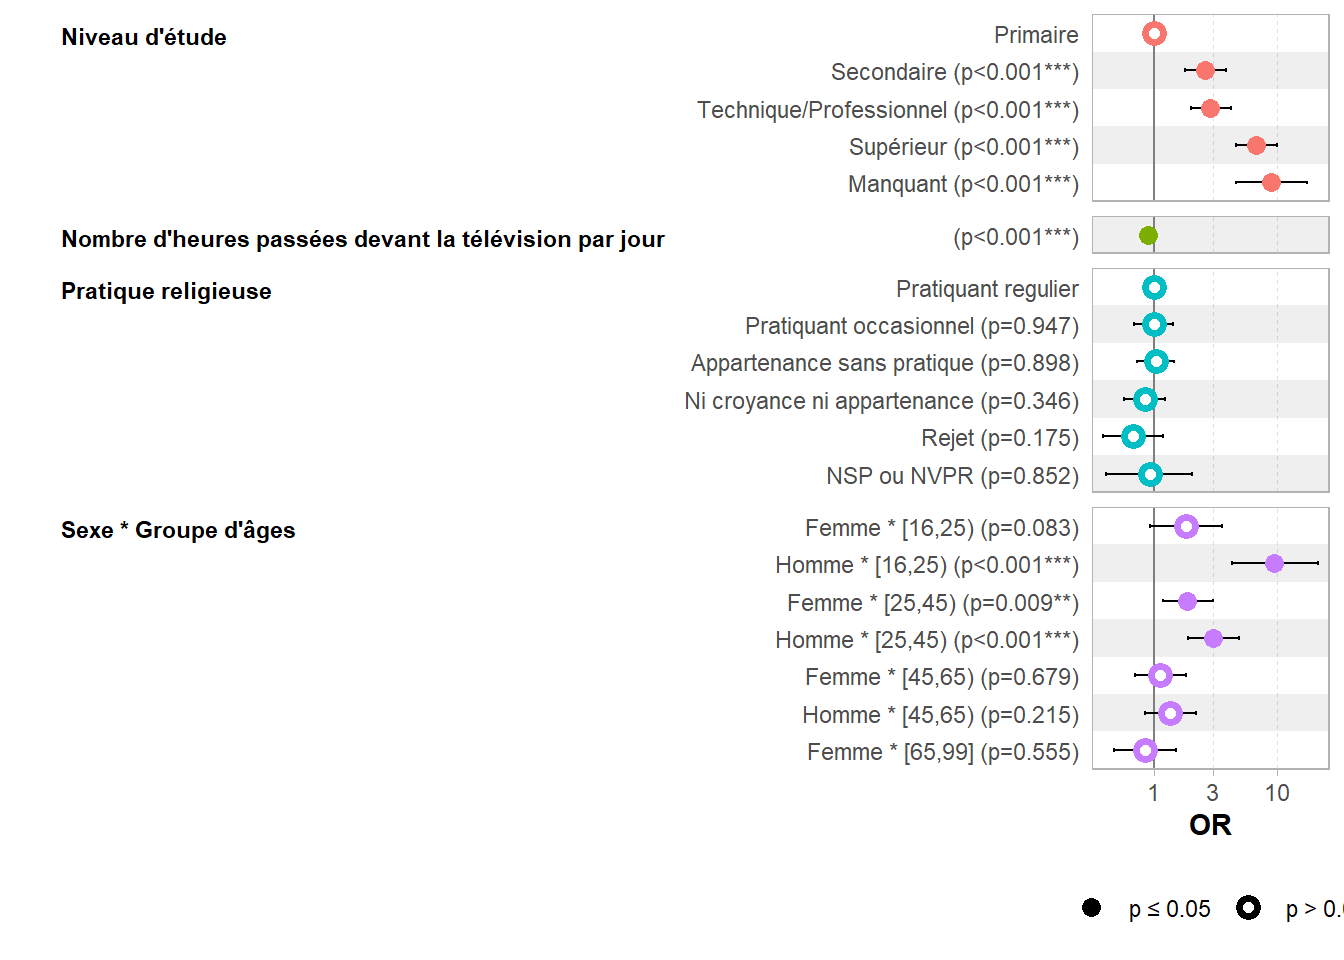 Niveau d'étude
Primaire
Secondaire (p<0.001***)
Technique/Professionnel (p<0.001***)
Supérieur (p<0.001***)
Manquant (p<0.001***)
Nombre d'heures passées devant la télévision par jour
(p<0.001***)
Pratique religieuse
Pratiquant regulier
Pratiquant occasionnel (p=0.947)
Appartenance sans pratique (p=0.898)
Ni croyance ni appartenance (p=0.346)
Rejet (p=0.175)
NSP ou NVPR (p=0.852)
Sexe * Groupe d'âges
Femme * [16,25) (p=0.083)
Homme * [16,25) (p<0.001***)
Femme * [25,45) (p=0.009**)
Homme * [25,45) (p<0.001***)
Femme * [45,65) (p=0.679)
Homme * [45,65) (p=0.215)
Femme * [65,99] (p=0.555)
1 3 10
OR
p ≤ 0.05 p > 0.